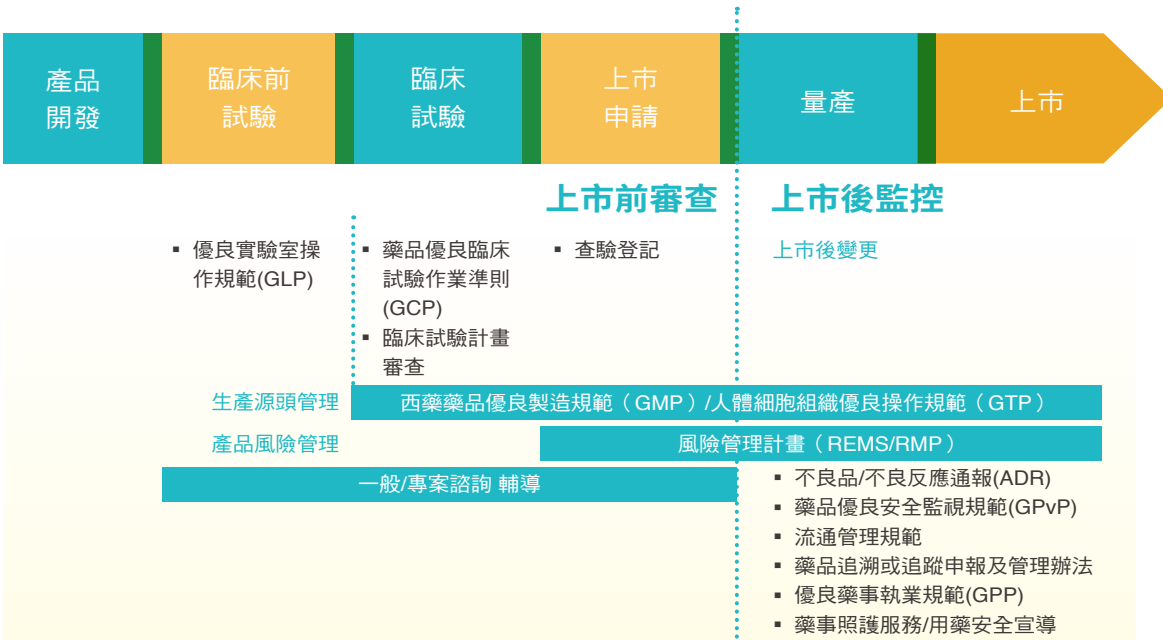 產品
開發
臨床前
試驗
臨床
試驗
上市
申請
量產
上市
上市前審查
上市後監控
▪ 優良實驗室操
作規範(GLP)
▪ 藥品優良臨床
試驗作業準則
(GCP)
▪ 臨床試驗計畫
審查
▪ 查驗登記
上市後變更
生產源頭管理
西藥藥品優良製造規範（GMP）/人體細胞組織優良操作規範（GTP）
產品風險管理
風險管理計畫（REMS/RMP）
一般/專案諮詢 輔導
▪ 不良品/不良反應通報(ADR)
▪ 藥品優良安全監視規範(GPvP)
▪ 流通管理規範
▪ 藥品追溯或追蹤申報及管理辦法
▪ 優良藥事執業規範(GPP)
▪ 藥事照護服務/用藥安全宣導